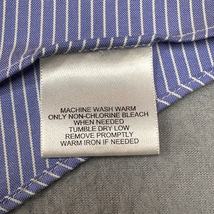 MACHINE WASH WARM
ONLY NON-CHLORINE BLEACH
WHEN NEEDED
TUMBLE DRY LOW
REMOVE PROMPTLY
WARM IRON IF NEEDED